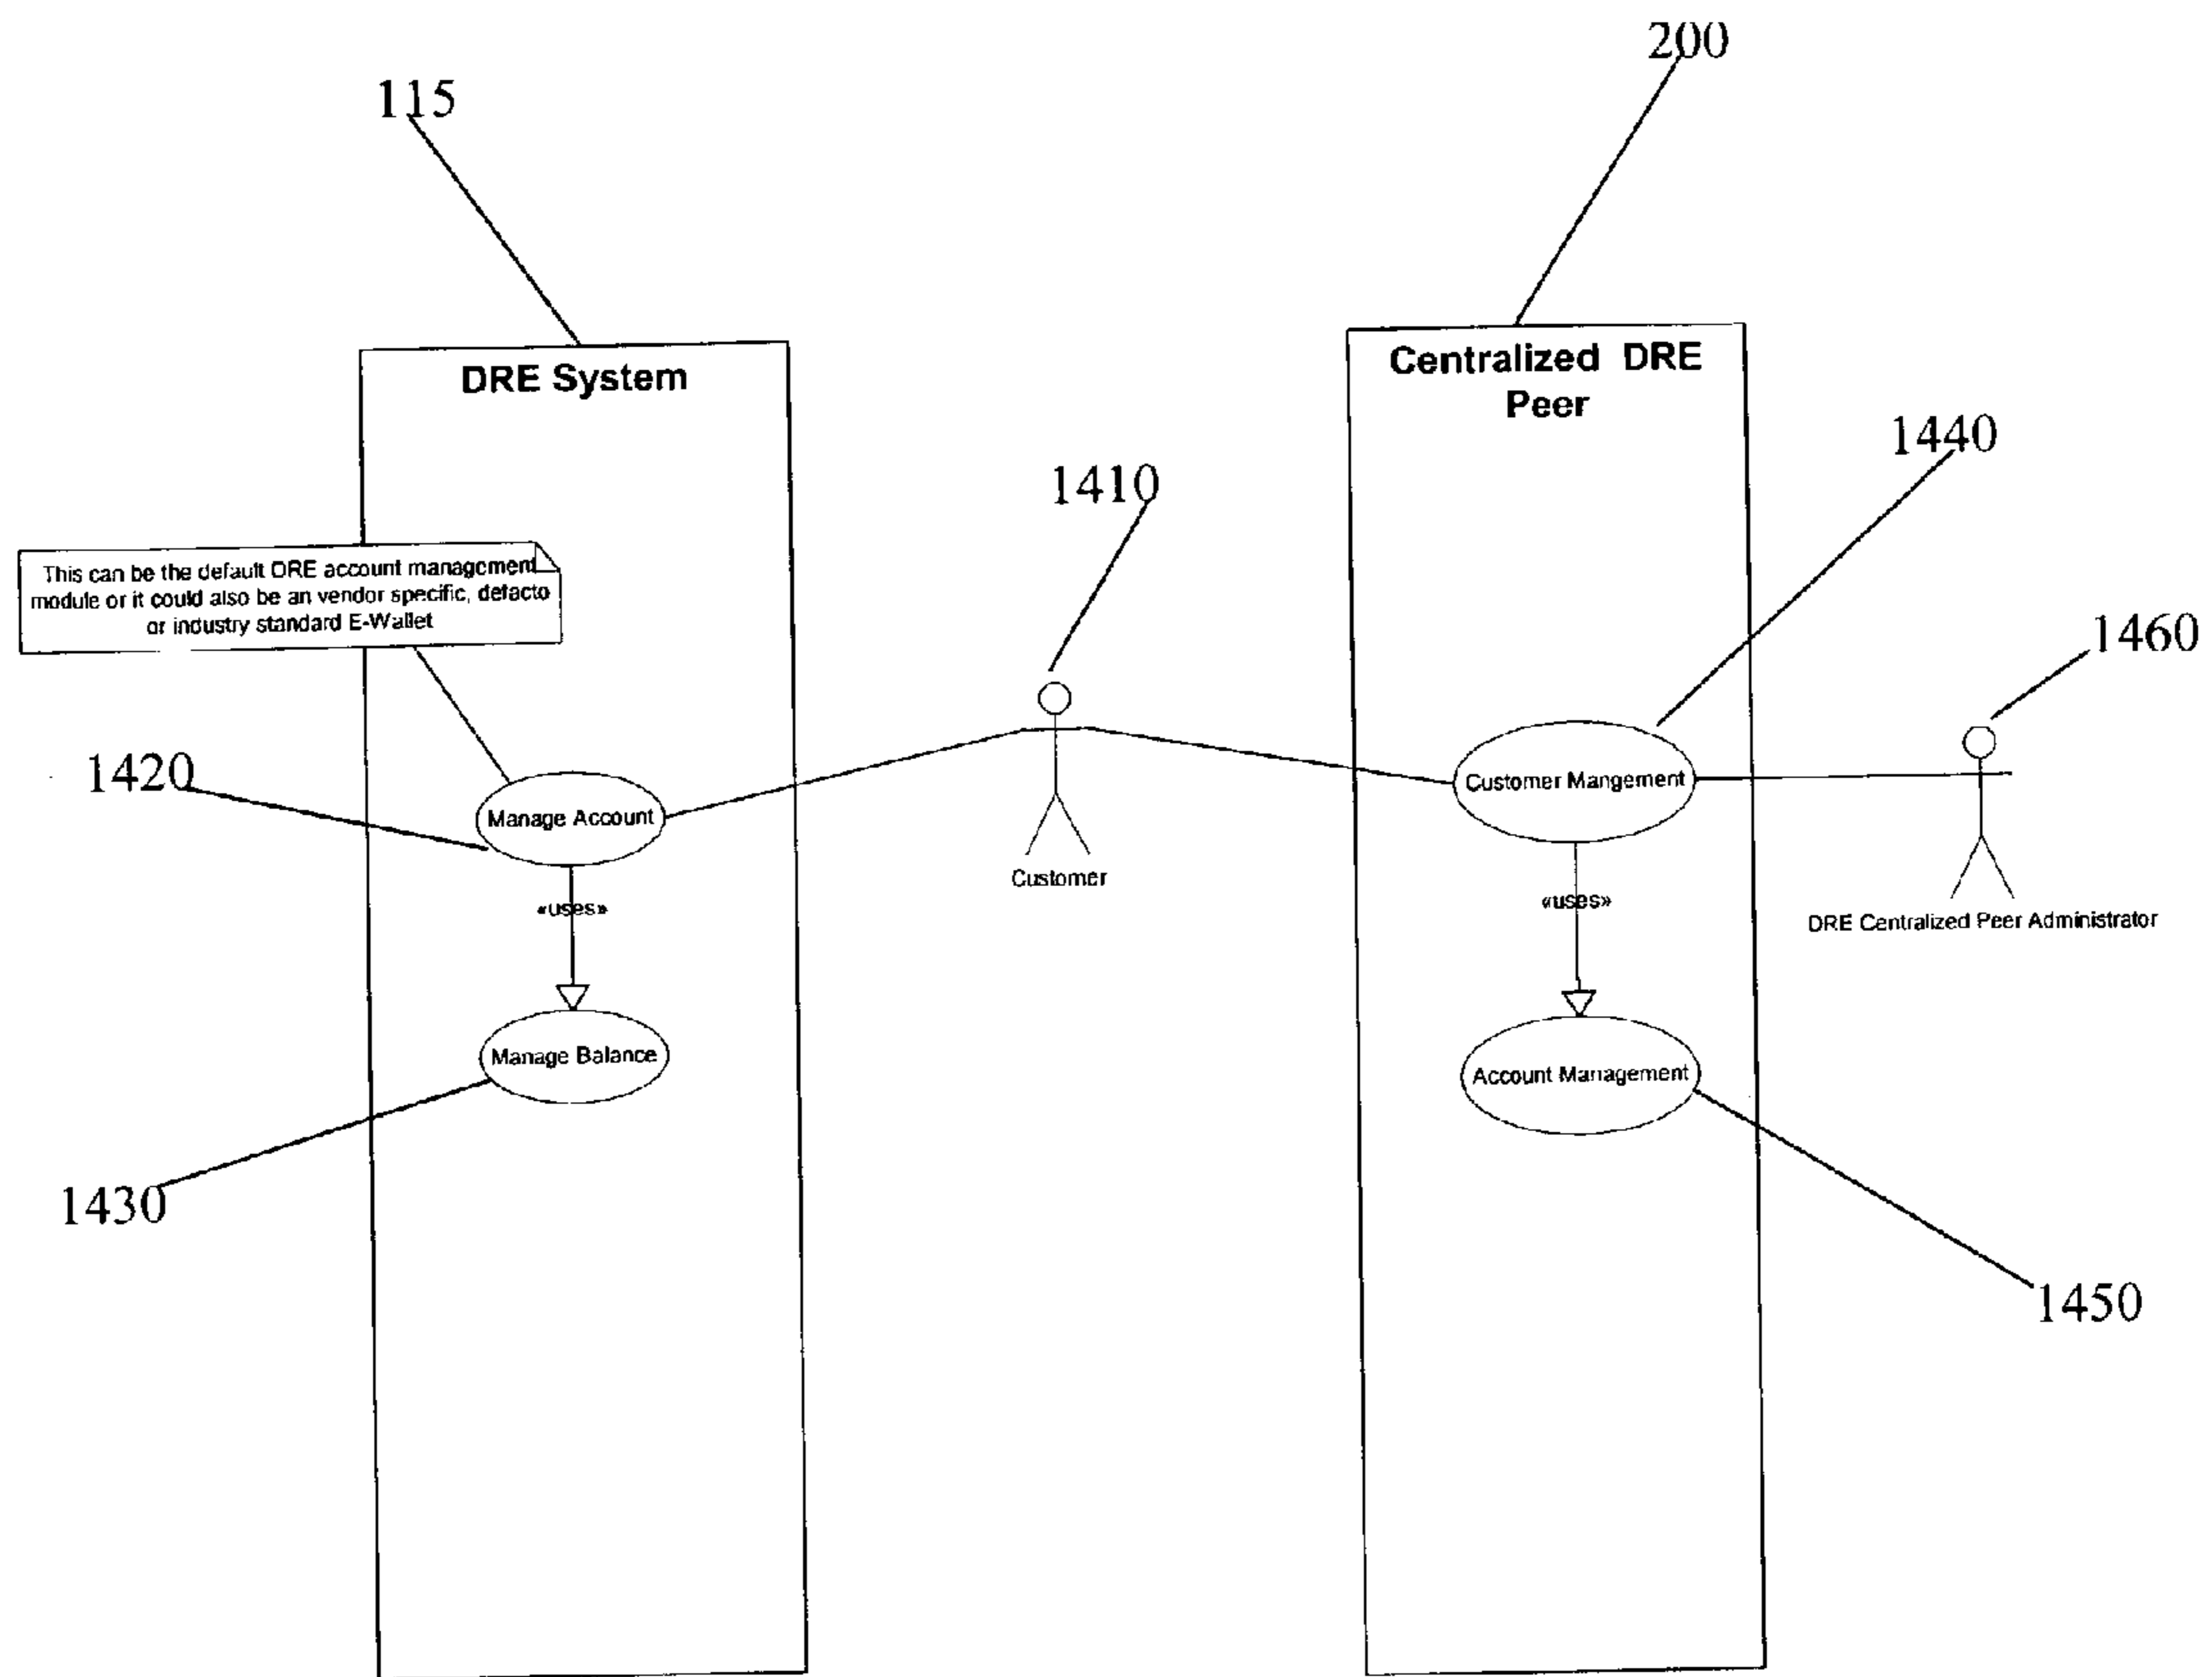 200
115
DRE System
Centralized DRE
Peer
1440
1410
This can be the default DRE account management
module or it could also be an vendor specific, defacto
or industry standard E-Wallet
1460
1420
Manage Account
Customer Mangement
Customer
«uses»
«uses»
DRE Centralized Peer Administrator
Manage Balance
Account Management
1430
1450